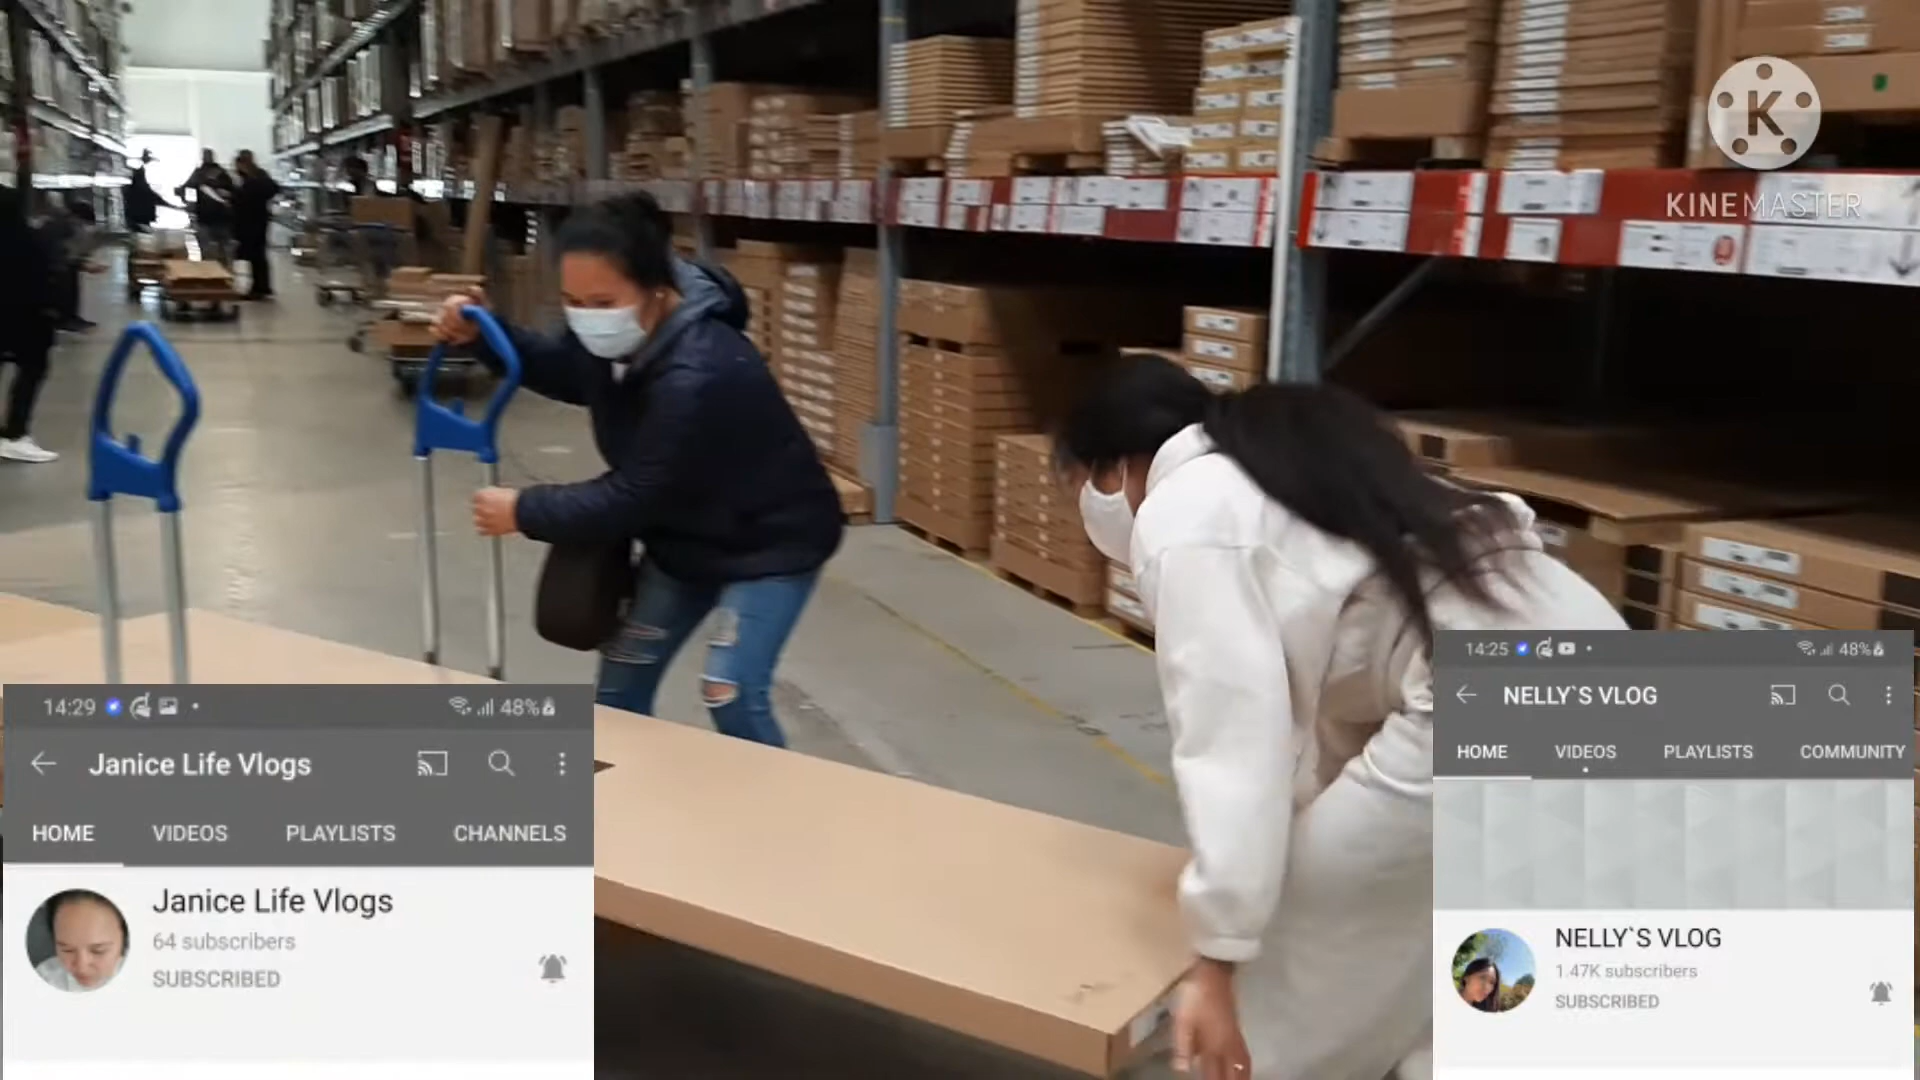 K
KINEMASTER
14:29
48%
Janice Life Vlogs
HOME VIDEOS PLAYLISTS CHANNELS
Janice Life Vlogs
64 subscribers
SUBSCRIBED
14:25
48%
NELLY`S VLOG
HOME VIDEOS PLAYLISTS COMMUNITY
NELLY`S VLOG
1.47K subscribers
SUBSCRIBED